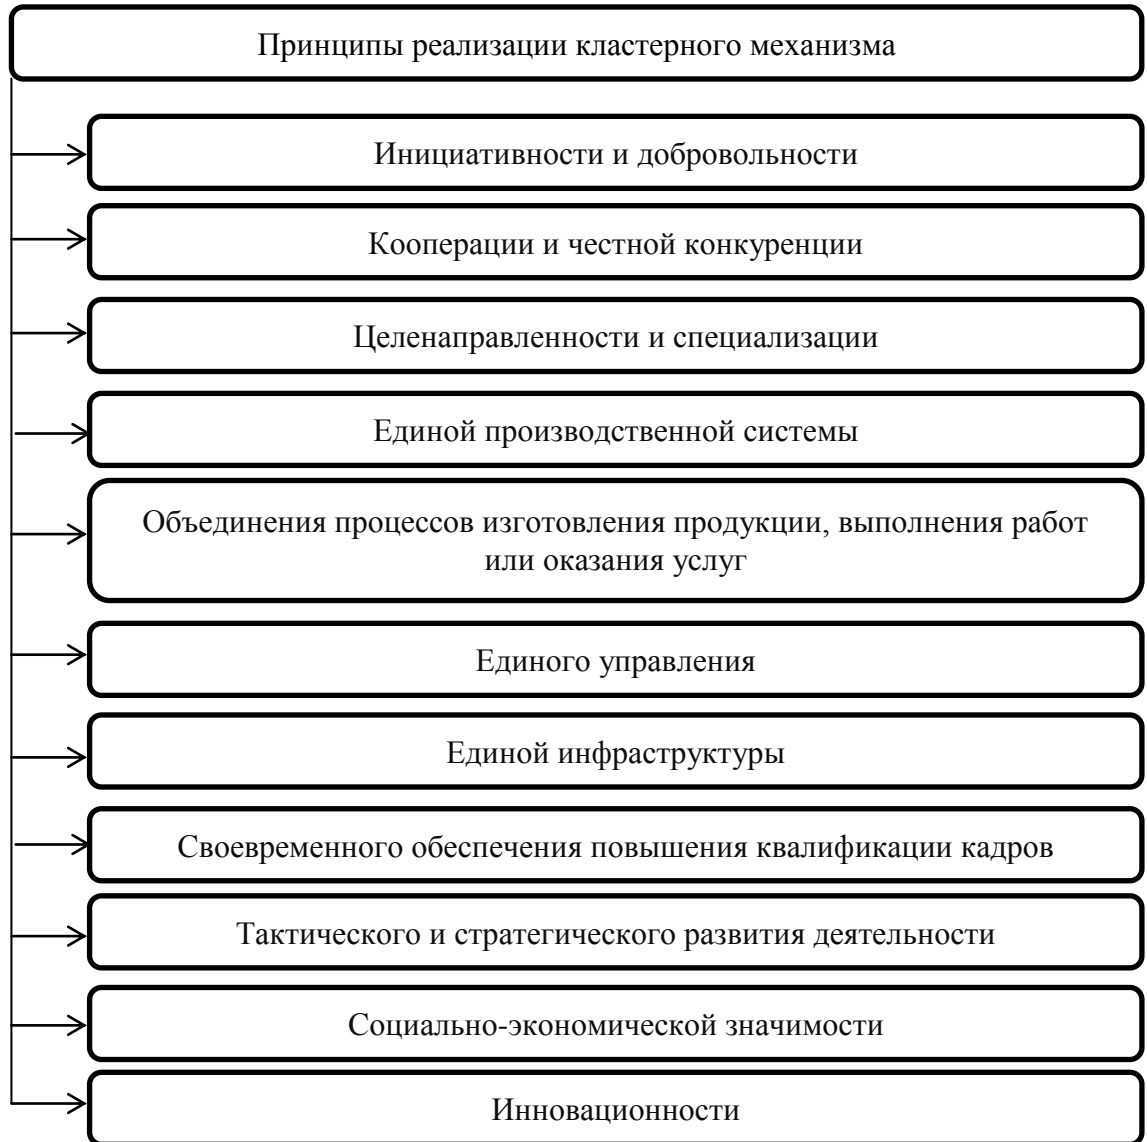 Принципы реализации кластерного механизма
Инициативности и добровольности
Кооперации и честной конкуренции
Целенаправленности и специализации
Единой производственной системы
Объединения процессов изготовления продукции, выполнения работ
или оказания услуг
Единого управления
Единой инфраструктуры
Своевременного обеспечения повышения квалификации кадров
Тактического и стратегического развития деятельности
Социально-экономической значимости
Инновационности